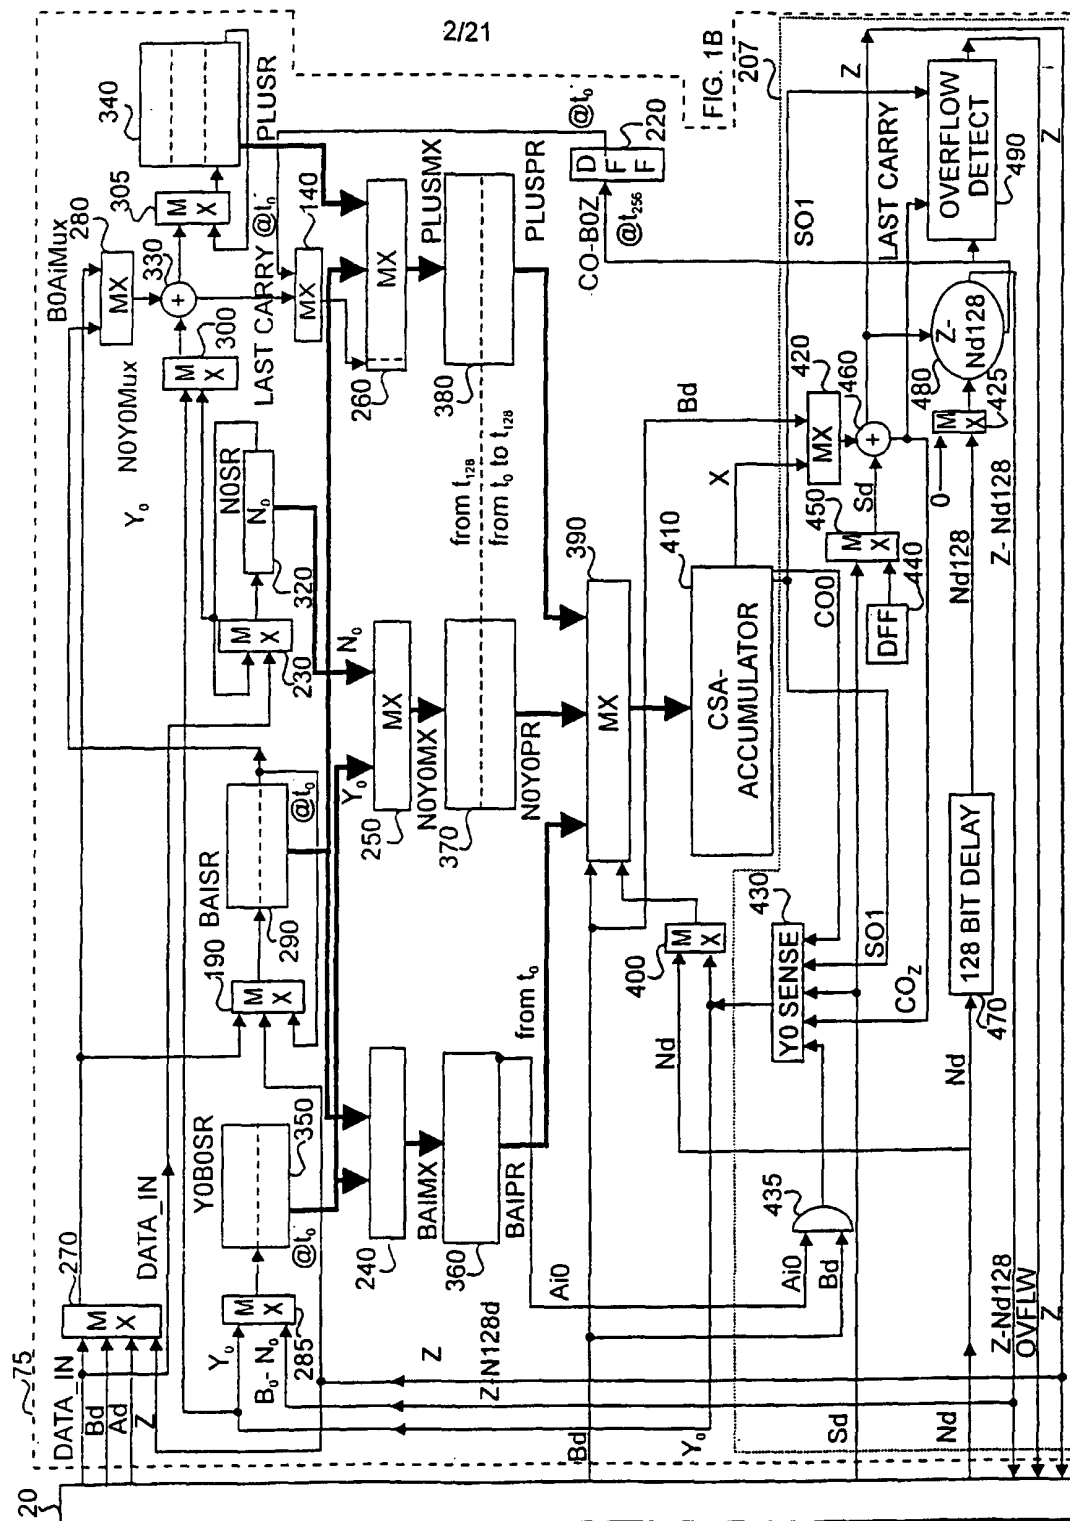 2/21
FIG. 1B
207
75
20
DATA_IN
Bd
Ad
Z
270
M
X
DATA_IN
Y₀
B₀-N₀
M
X
285
Y0B0SR
350
@t₀
190
M
X
BAISR
290
@t₀
Y₀
N0Y0Mux
B0AiMux
280
MX
330
+
M
X
300
305
M
X
340
PLUSR
LAST CARRY
@t₀
140
MX
N0SR
N₀
320
M
X
230
240
BAIMX
360
BAIPR
from t₀
Y₀
N₀
MX
250
N0Y0MX
370
N0Y0PR
from t₁₂₈
from t₀ to t₁₂₈
MX
260
PLUSMX
380
PLUSPR
@t₀
D
F
F
220
CO-B0Z
@t₂₅₆
Z
Z-N128d
Ai0
Bd
Y₀
Nd
M
X
400
MX
390
CSA-
ACCUMULATOR
410
Bd
X
SO1
CO0
435
Ai0
Bd
Y0 SENSE
430
SO1
CO_Z
Sd
Nd
Nd
128 BIT DELAY
470
Nd128
DFF
440
M
X
450
Sd
MX
420
+
460
0
M
X
425
Z-
Nd128
480
Z
LAST CARRY
OVERFLOW
DETECT
490
Z- Nd128
Z
Z-Nd128
OVFLW
Z